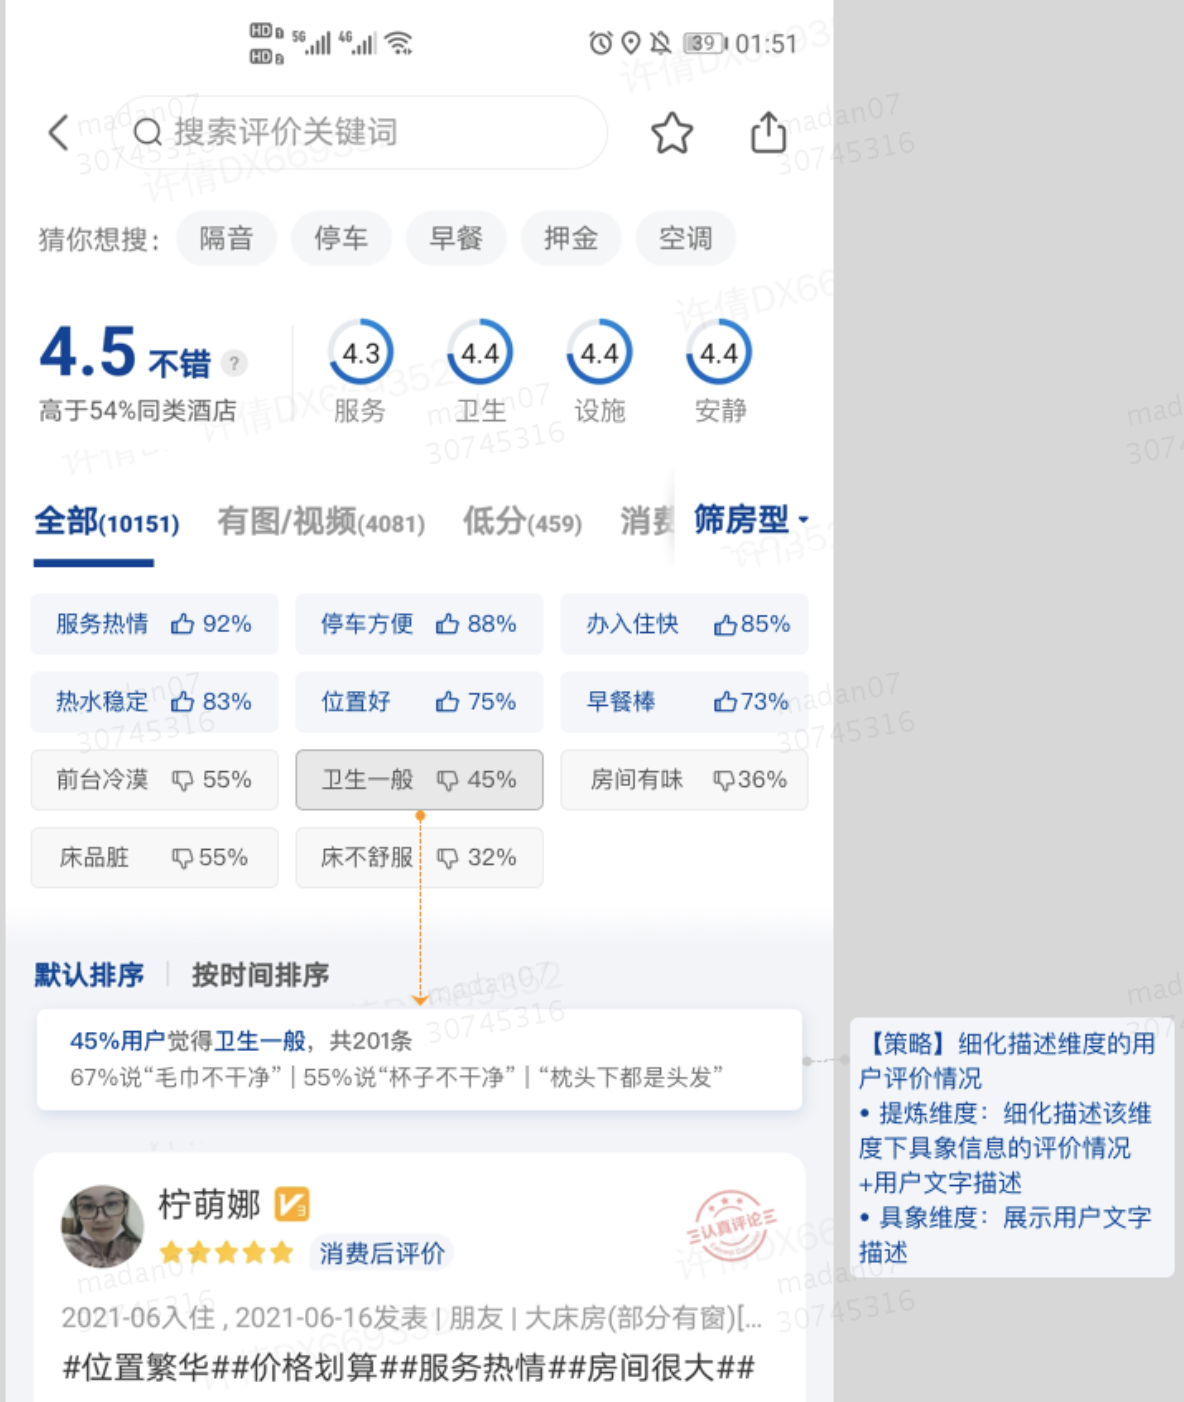 HD 1 5G 4G
HD 2
39 01:51
搜索评价关键词
猜你想搜： 隔音 停车 早餐 押金 空调
4.5 不错 ?
高于54%同类酒店
4.3 4.4 4.4 4.4
服务 卫生 设施 安静
全部(10151) 有图/视频(4081) 低分(459) 消费 筛房型
服务热情 92% 停车方便 88% 办入住快 85%
热水稳定 83% 位置好 75% 早餐棒 73%
前台冷漠 55% 卫生一般 45% 房间有味 36%
床品脏 55% 床不舒服 32%
默认排序 | 按时间排序
45%用户觉得卫生一般，共201条
67%说“毛巾不干净” | 55%说“杯子不干净” | “枕头下都是头发”
【策略】细化描述维度的用
户评价情况
• 提炼维度：细化描述该维
度下具象信息的评价情况
+用户文字描述
• 具象维度：展示用户文字
描述
柠萌娜 V3
消费后评价
认真评论
2021-06入住 , 2021-06-16发表 | 朋友 | 大床房(部分有窗)[...
#位置繁华##价格划算##服务热情##房间很大##
madan07
30745316
许倩DX669352